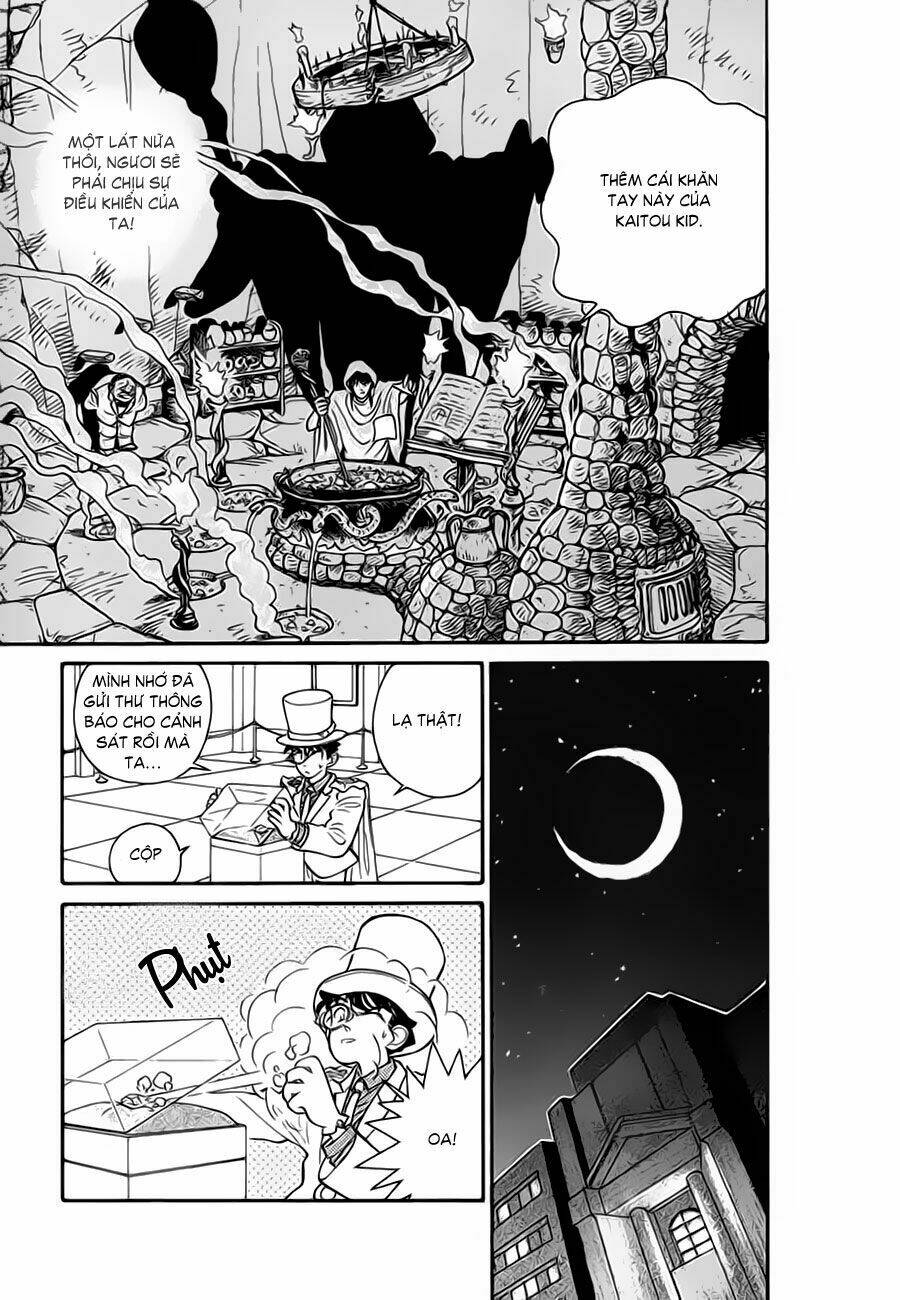 THÊM CÁI KHĂN
TAY NÀY CỦA
KAITOU KID.
MỘT LÁT NỮA
THÔI, NGƯƠI SẼ
PHẢI CHỊU SỰ
ĐIỀU KHIỂN CỦA
TA!
LẠ THẬT!
MÌNH NHỚ ĐÃ
GỬI THƯ THÔNG
BÁO CHO CẢNH
SÁT RỒI MÀ
TA...
CỘP
Phụt
OA!